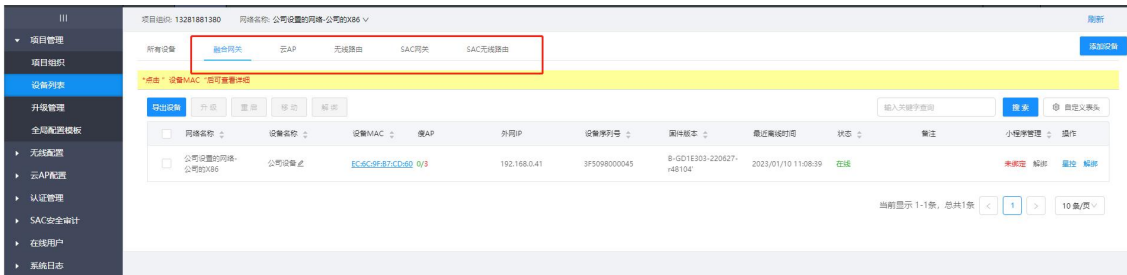 项目组织: 13281881380 网络名称: 公司设置的网络-公司的X86 刷新
项目管理
项目组织
设备列表
升级管理
全局配置模板
无线配置
云AP配置
认证管理
SAC安全审计
在线用户
系统日志
所有设备 融合网关 云AP 无线路由 SAC网关 SAC无线路由 添加设备
*点击“设备MAC”后可查看详细
导出设备 升级 重启 移动 解绑 输入关键字查询 搜索 自定义表头
网络名称 设备名称 设备MAC 瘦AP 外网IP 设备序列号 固件版本 最近离线时间 状态 备注 小程序管理 操作
公司设置的网络-公司的X86 公司设备 EC:6C:9F:B7:CD:60 0/3 192.168.0.41 3F5098000045 B-GD1E303-220627-r48104' 2023/01/10 11:08:39 在线 未绑定 解绑 星控 解绑
当前显示 1-1条，总共1条 < 1 > 10 条/页